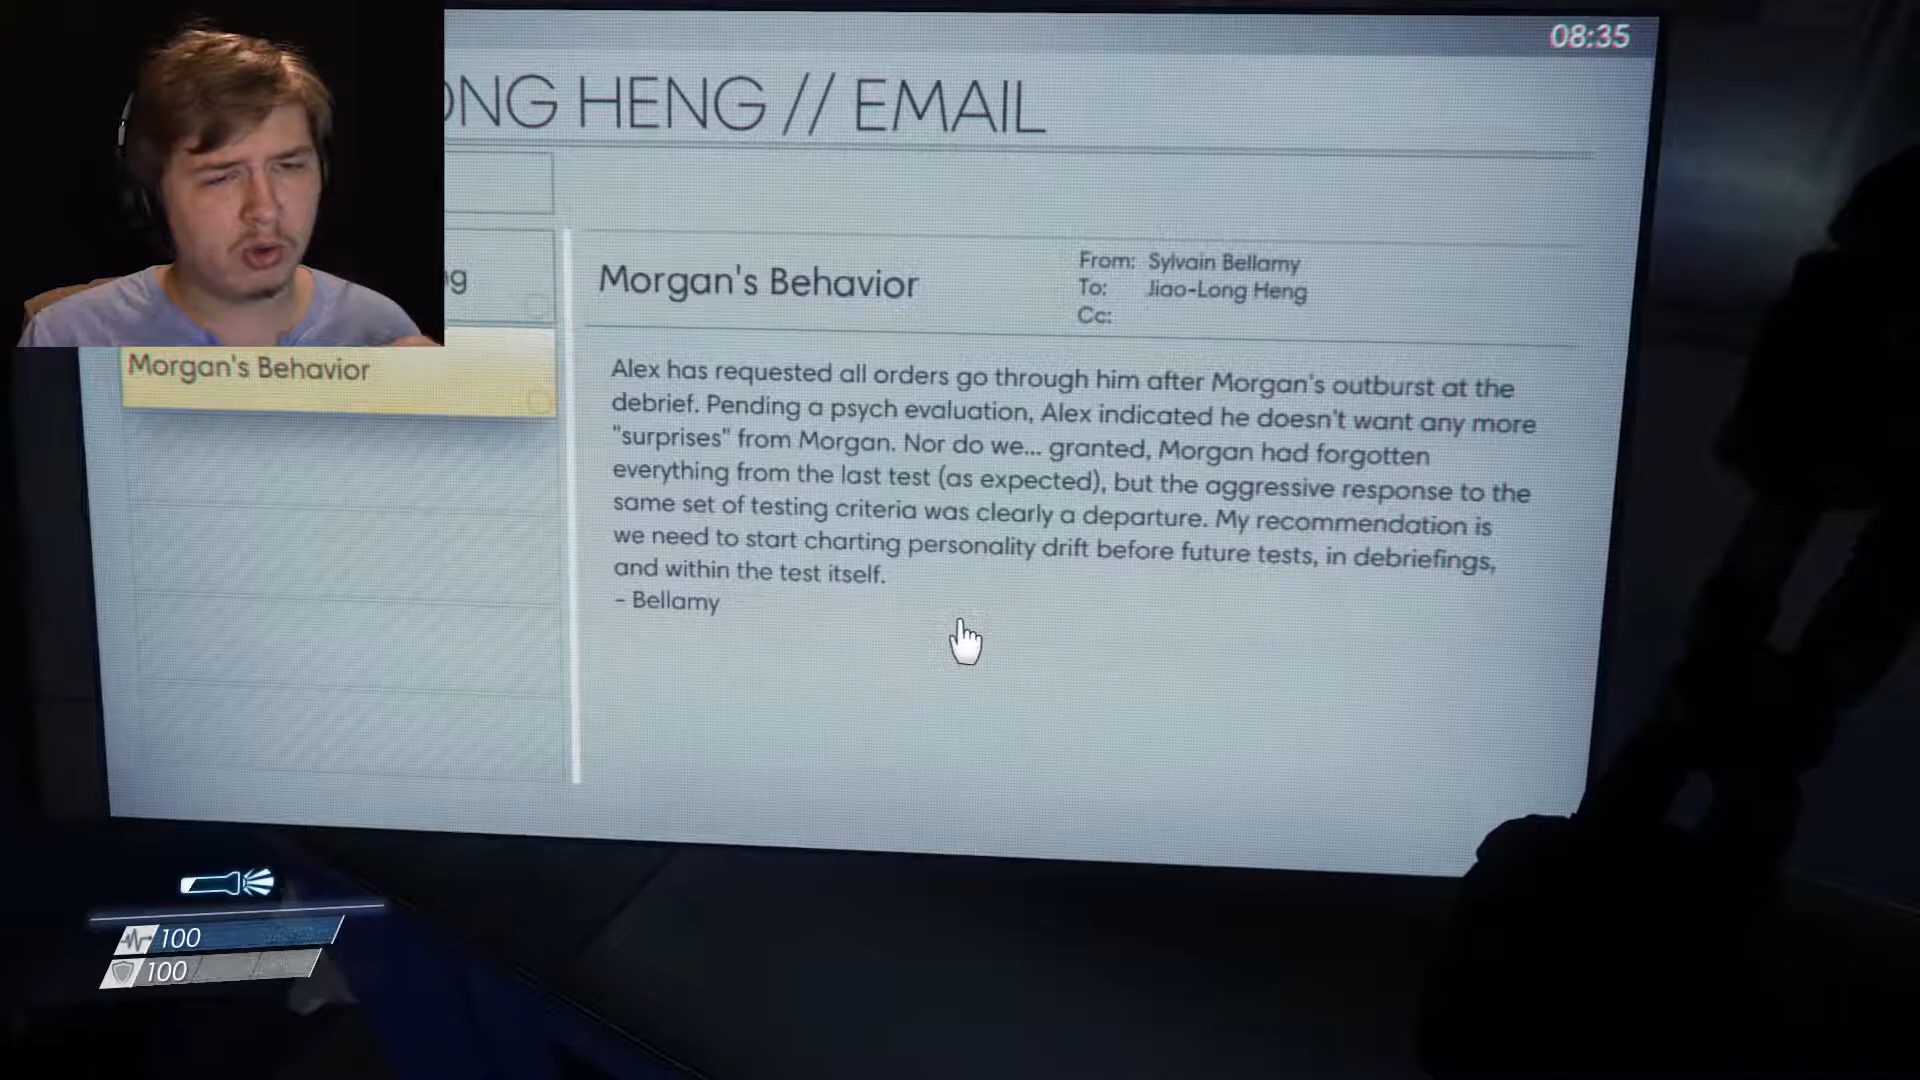 08:35
ONG HENG // EMAIL
g
Morgan's Behavior
From: Sylvain Bellamy
To: Jiao-Long Heng
Cc:
Morgan's Behavior
Alex has requested all orders go through him after Morgan's outburst at the
debrief. Pending a psych evaluation, Alex indicated he doesn't want any more
"surprises" from Morgan. Nor do we... granted, Morgan had forgotten
everything from the last test (as expected), but the aggressive response to the
same set of testing criteria was clearly a departure. My recommendation is
we need to start charting personality drift before future tests, in debriefings,
and within the test itself.
- Bellamy
100
100